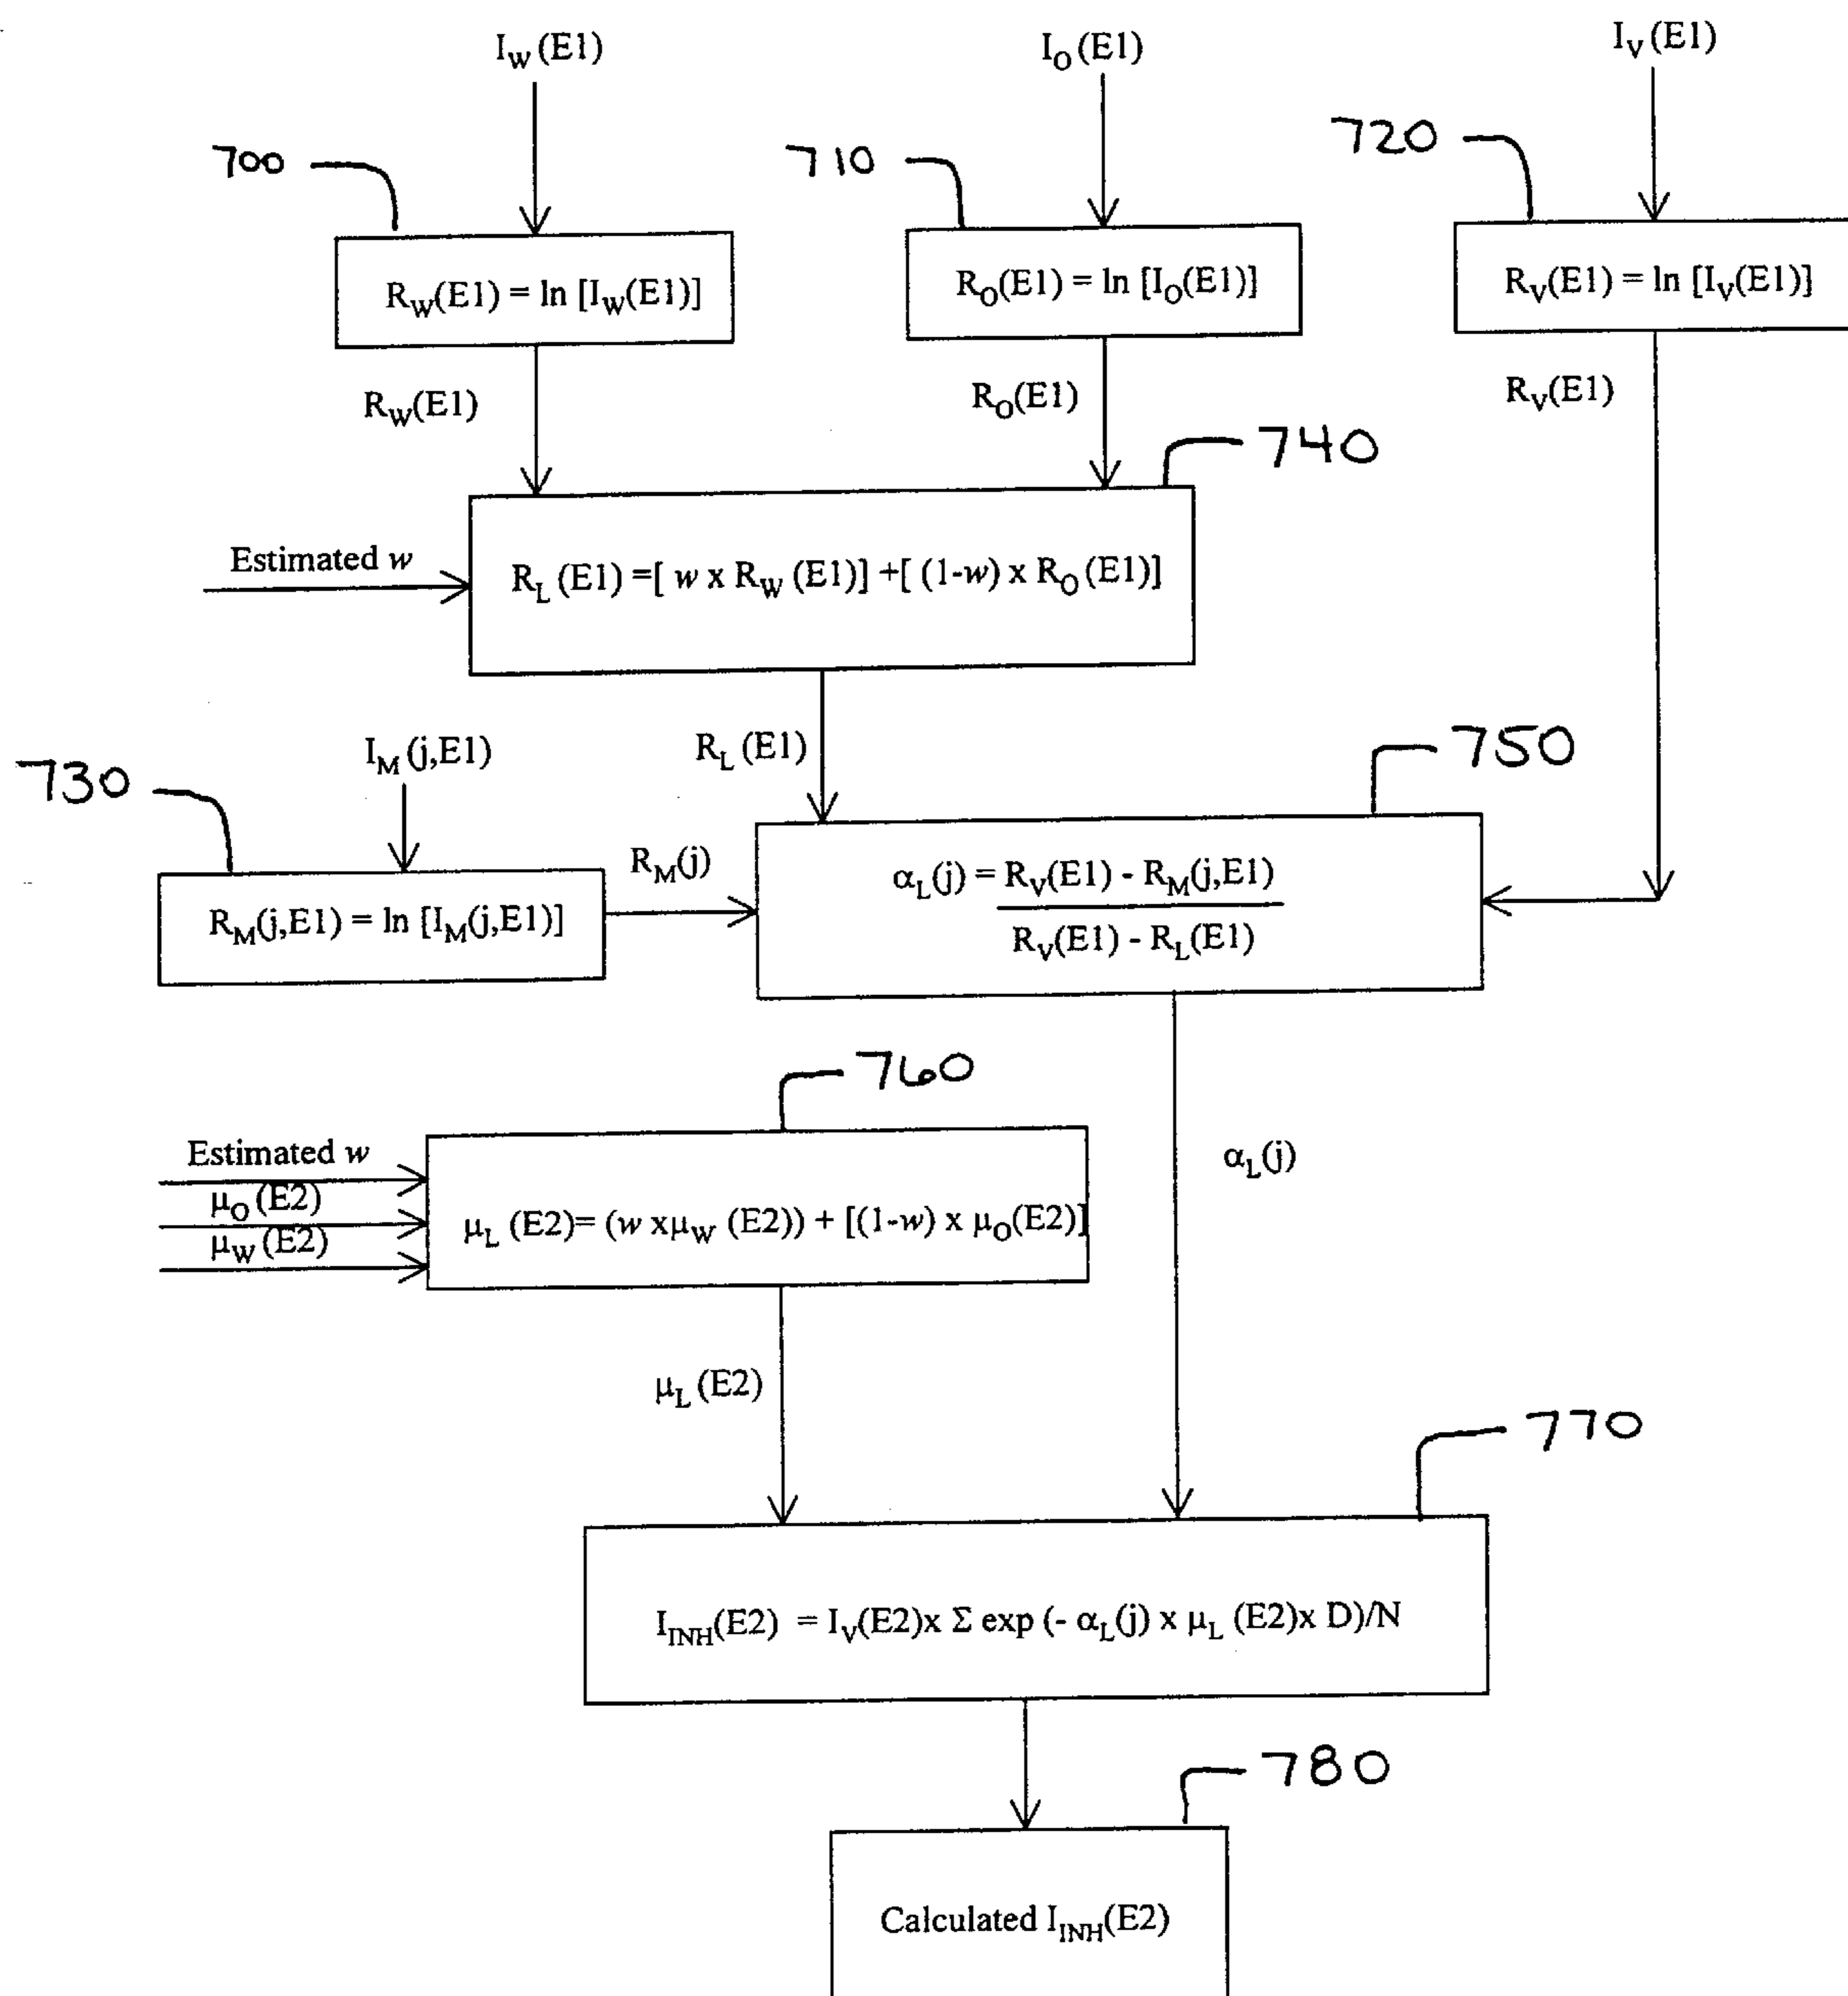 I_W(E1)
I_O(E1)
I_V(E1)
700
710
720
R_W(E1) = ln [I_W(E1)]
R_O(E1) = ln [I_O(E1)]
R_V(E1) = ln [I_V(E1)]
R_W(E1)
R_O(E1)
R_V(E1)
740
Estimated w
R_L (E1) =[ w x R_W (E1)] +[ (1-w) x R_O (E1)]
730
I_M (j,E1)
R_L (E1)
750
R_M(j,E1) = ln [I_M(j,E1)]
R_M(j)
α_L(j) = R_V(E1) - R_M(j,E1)
R_V(E1) - R_L(E1)
760
Estimated w
μ_O (E2)
μ_W (E2)
μ_L (E2)= (w xμ_W (E2)) + [(1-w) x μ_O(E2)]
α_L(j)
μ_L (E2)
770
I_INH(E2) = I_V(E2)x Σ exp (- α_L(j) x μ_L (E2)x D)/N
780
Calculated I_INH(E2)